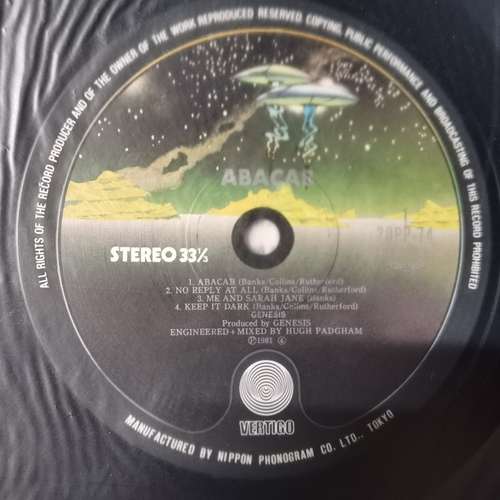 ALL RIGHTS OF THE RECORD PRODUCER AND OF THE OWNER OF THE WORK REPRODUCED RESERVED COPYING, PUBLIC PERFORMANCE AND BROADCASTING OF THIS RECORD PROHIBITED
ABACAB
STEREO 33⅓
1. ABACAB (Banks/Collins/Rutherford)
2. NO REPLY AT ALL (Banks/Collins/Rutherford)
3. ME AND SARAH JANE (Banks)
4. KEEP IT DARK (Banks/Collins/Rutherford)
GENESIS
Produced by GENESIS
ENGINEERED+MIXED BY HUGH PADGHAM
Ⓟ1981
VERTIGO
MANUFACTURED BY NIPPON PHONOGRAM CO. LTD., TOKYO